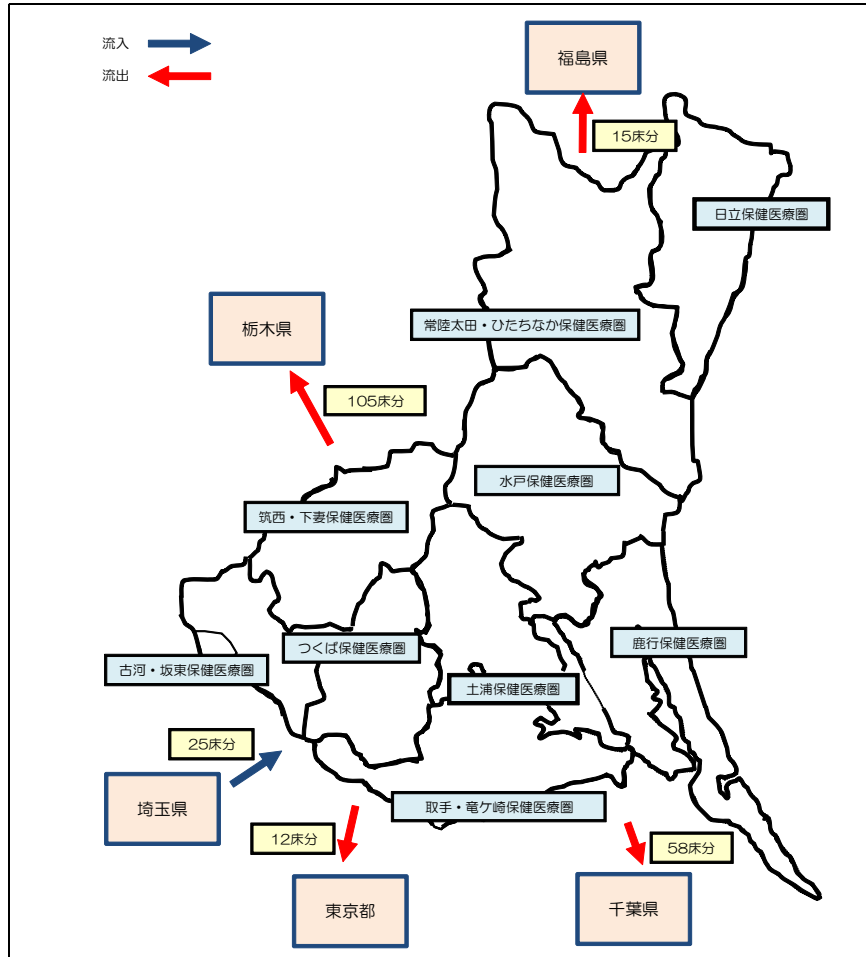 流入
流出
福島県
15床分
日立保健医療圏
栃木県
常陸太田・ひたちなか保健医療圏
105床分
水戸保健医療圏
筑西・下妻保健医療圏
つくば保健医療圏
鹿行保健医療圏
古河・坂東保健医療圏
土浦保健医療圏
25床分
埼玉県
取手・竜ケ崎保健医療圏
12床分
58床分
東京都
千葉県